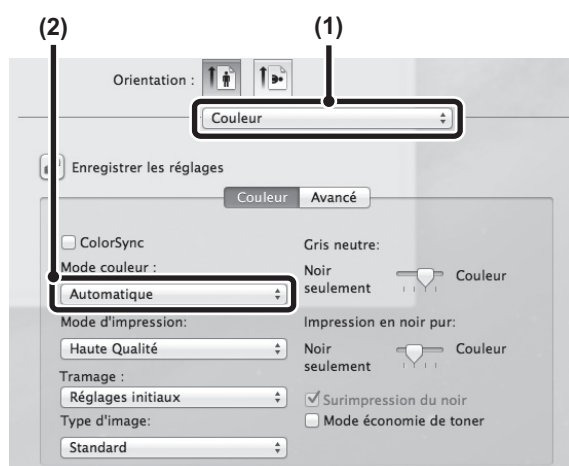 (2) (1)
Orientation :
Couleur
Enregistrer les réglages
Couleur Avancé
ColorSync Gris neutre:
Mode couleur : Noir seulement Couleur
Automatique
Mode d'impression: Impression en noir pur:
Haute Qualité Noir seulement Couleur
Tramage :
Réglages initiaux Surimpression du noir
Type d'image: Mode économie de toner
Standard